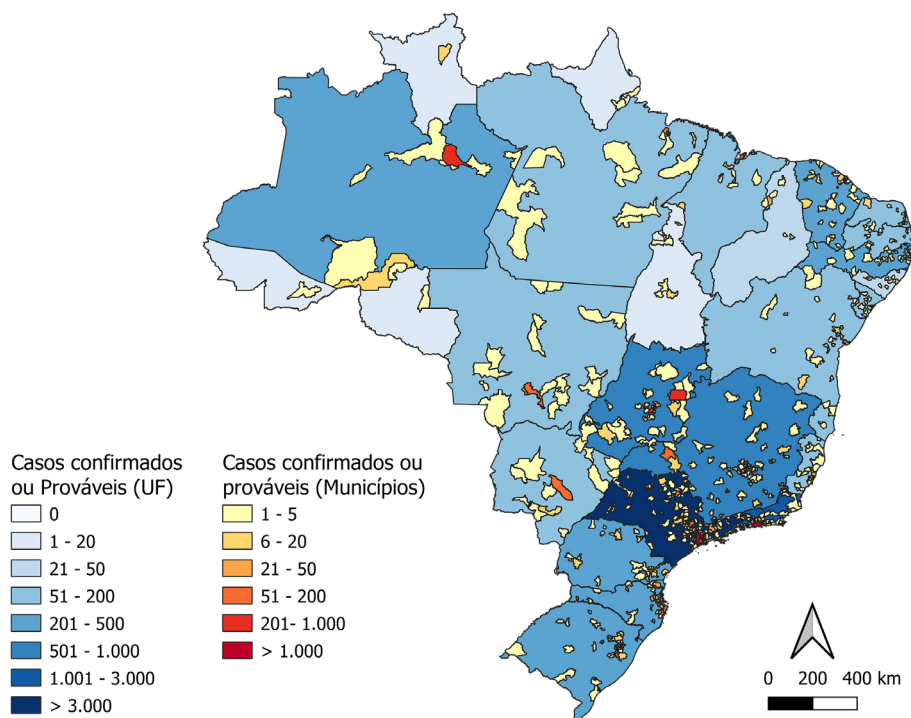 Casos confirmados
ou Prováveis (UF)
0
1 - 20
21 - 50
51 - 200
201 - 500
501 - 1.000
1.001 - 3.000
> 3.000
Casos confirmados ou
prováveis (Municípios)
1 - 5
6 - 20
21 - 50
51 - 200
201- 1.000
> 1.000
0 200 400 km